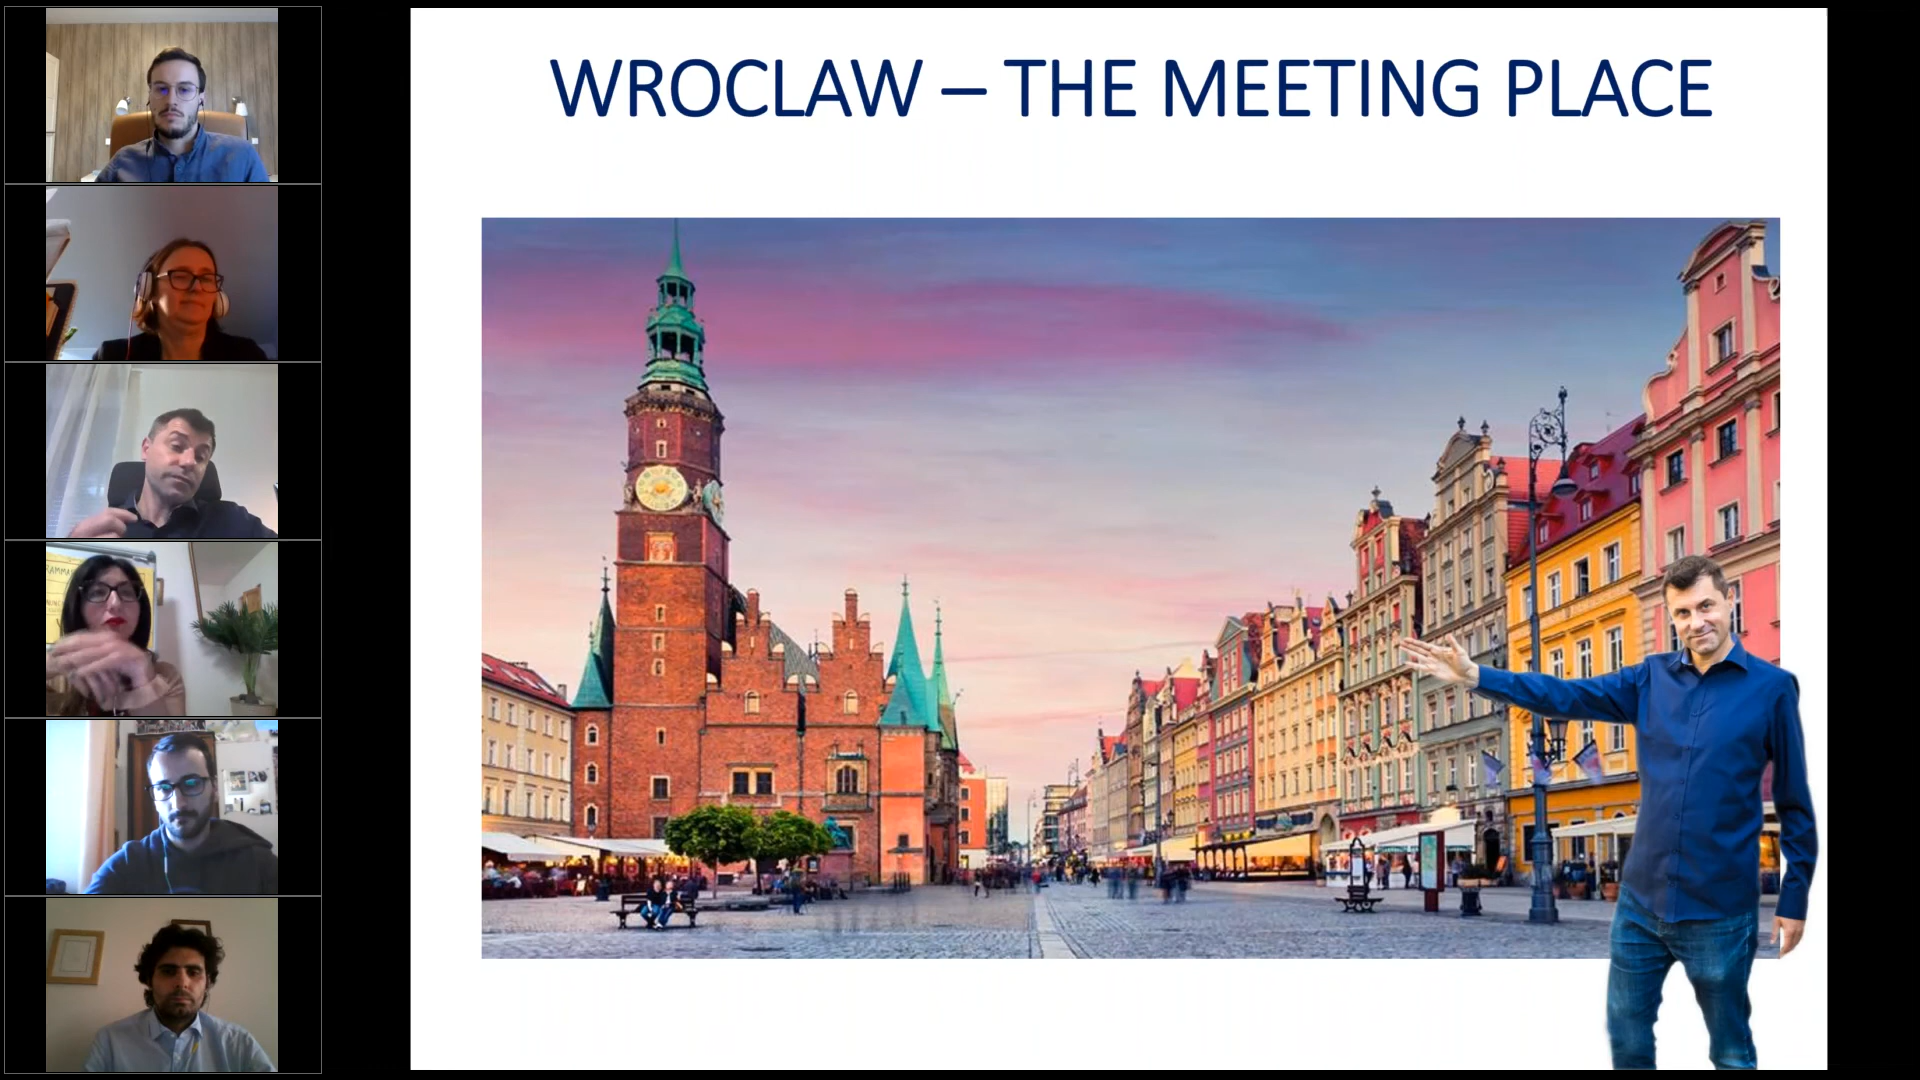 WROCLAW – THE MEETING PLACE